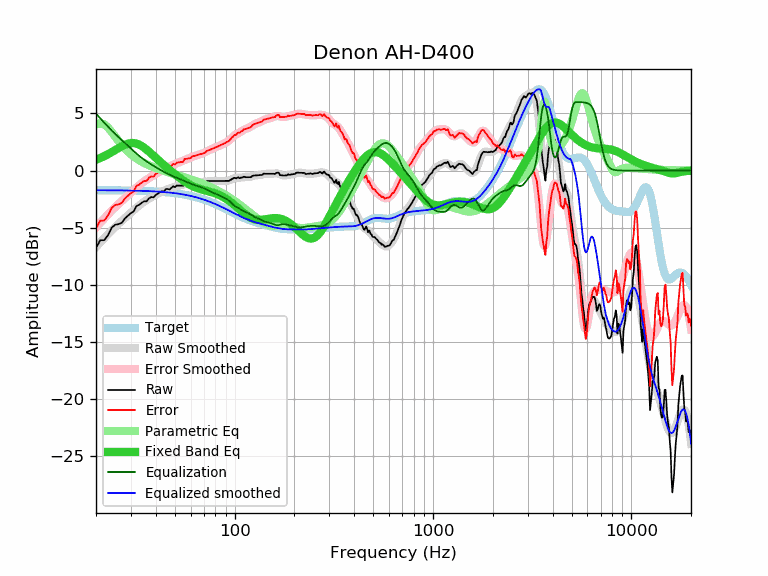 Denon AH-D400
Amplitude (dBr)
5
0
−5
−10
−15
−20
−25
Target
Raw Smoothed
Error Smoothed
Raw
Error
Parametric Eq
Fixed Band Eq
Equalization
Equalized smoothed
100
1000
10000
Frequency (Hz)